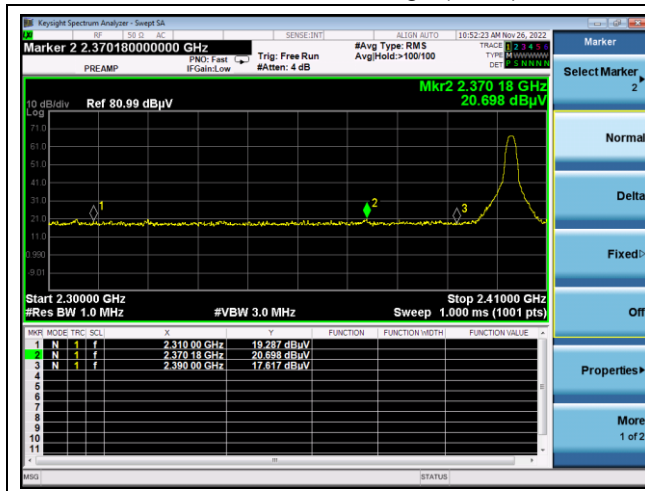 Keysight Spectrum Analyzer - Swept SA
RF 50 Ω AC SENSE:INT ALIGN AUTO 10:52:23 AM Nov 26, 2022
Marker 2 2.370180000000 GHz
PREAMP
PNO: Fast
IFGain:Low
Trig: Free Run
#Atten: 4 dB
#Avg Type: RMS
Avg|Hold:>100/100
TRACE 1 2 3 4 5 6
TYPE M W W W W W
DET P S N N N N
Mkr2 2.370 18 GHz
20.698 dBµV
10 dB/div Ref 80.99 dBµV
Log
71.0
61.0
51.0
41.0
31.0
21.0
11.0
0.990
-9.01
1
2
3
Start 2.30000 GHz Stop 2.41000 GHz
#Res BW 1.0 MHz #VBW 3.0 MHz Sweep 1.000 ms (1001 pts)
MKR MODE TRC SCL X Y FUNCTION FUNCTION WIDTH FUNCTION VALUE
1 N 1 f 2.310 00 GHz 19.287 dBµV
2 N 1 f 2.370 18 GHz 20.698 dBµV
3 N 1 f 2.390 00 GHz 17.617 dBµV
4
5
6
7
8
9
10
11
MSG STATUS
Marker
Select Marker
2
Normal
Delta
Fixed
Off
Properties
More
1 of 2